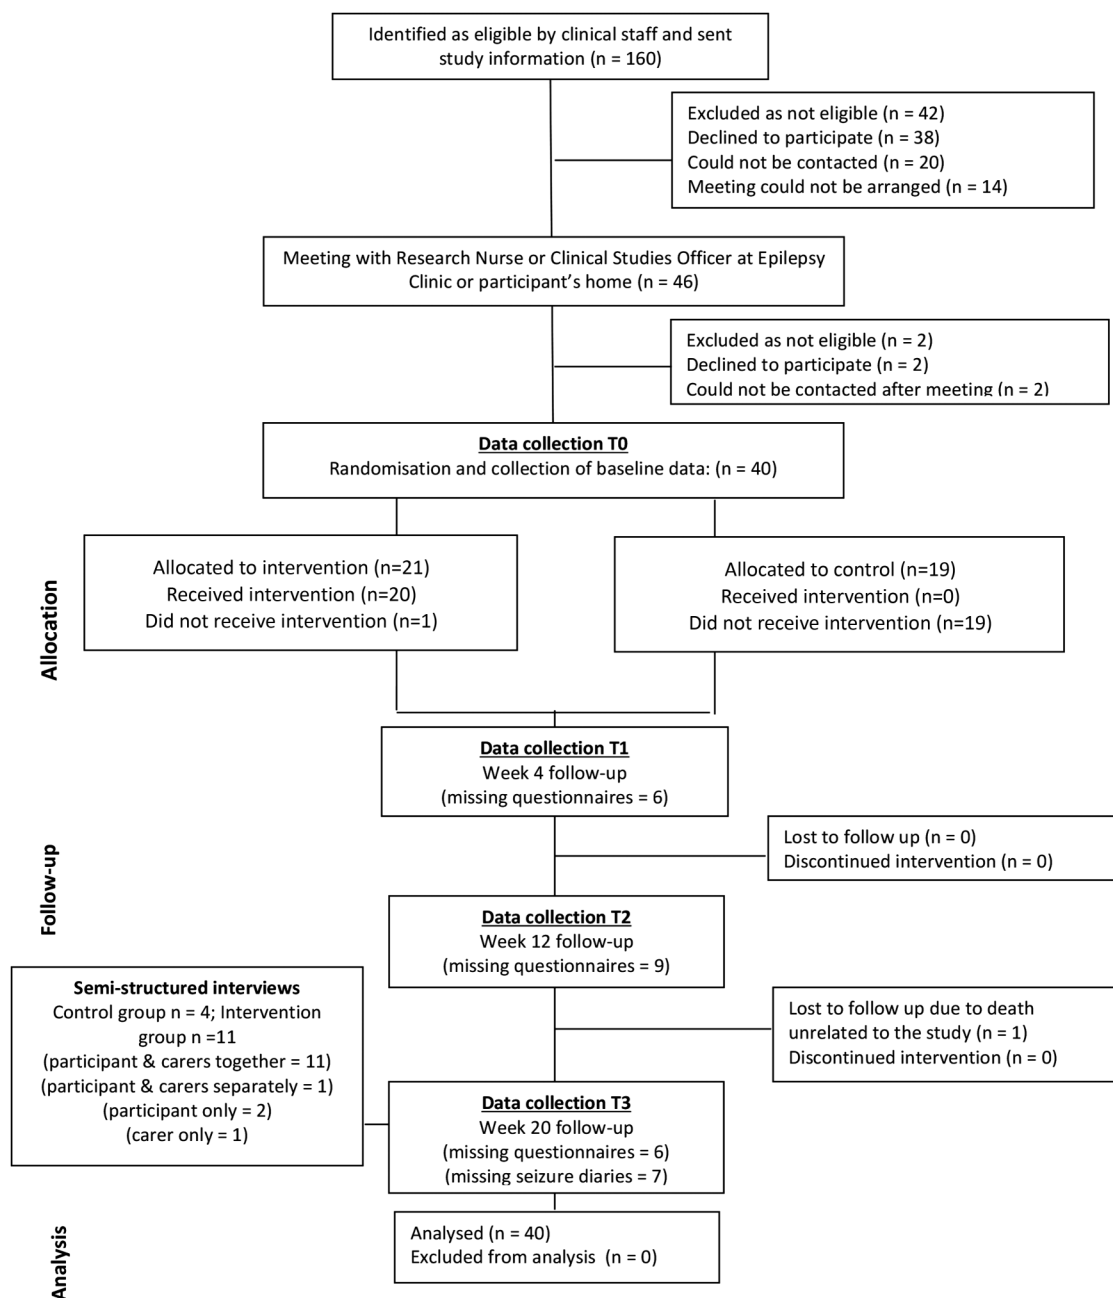 Identified as eligible by clinical staff and sent
study information (n = 160)
Excluded as not eligible (n = 42)
Declined to participate (n = 38)
Could not be contacted (n = 20)
Meeting could not be arranged (n = 14)
Meeting with Research Nurse or Clinical Studies Officer at Epilepsy
Clinic or participant's home (n = 46)
Excluded as not eligible (n = 2)
Declined to participate (n = 2)
Could not be contacted after meeting (n = 2)
Data collection T0
Randomisation and collection of baseline data: (n = 40)
Allocation
Allocated to intervention (n=21)
Received intervention (n=20)
Did not receive intervention (n=1)
Allocated to control (n=19)
Received intervention (n=0)
Did not receive intervention (n=19)
Follow-up
Data collection T1
Week 4 follow-up
(missing questionnaires = 6)
Lost to follow up (n = 0)
Discontinued intervention (n = 0)
Data collection T2
Week 12 follow-up
(missing questionnaires = 9)
Semi-structured interviews
Control group n = 4; Intervention
group n =11
(participant & carers together = 11)
(participant & carers separately = 1)
(participant only = 2)
(carer only = 1)
Lost to follow up due to death
unrelated to the study (n = 1)
Discontinued intervention (n = 0)
Data collection T3
Week 20 follow-up
(missing questionnaires = 6)
(missing seizure diaries = 7)
Analysis
Analysed (n = 40)
Excluded from analysis (n = 0)